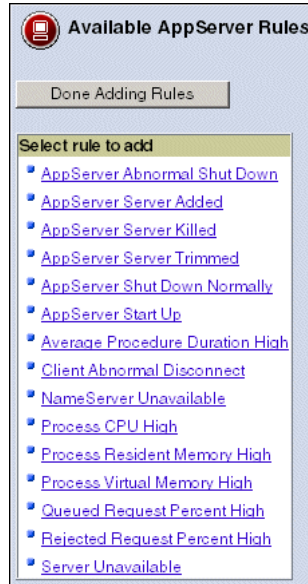 Available AppServer Rules
Done Adding Rules
Select rule to add
AppServer Abnormal Shut Down
AppServer Server Added
AppServer Server Killed
AppServer Server Trimmed
AppServer Shut Down Normally
AppServer Start Up
Average Procedure Duration High
Client Abnormal Disconnect
NameServer Unavailable
Process CPU High
Process Resident Memory High
Process Virtual Memory High
Queued Request Percent High
Rejected Request Percent High
Server Unavailable